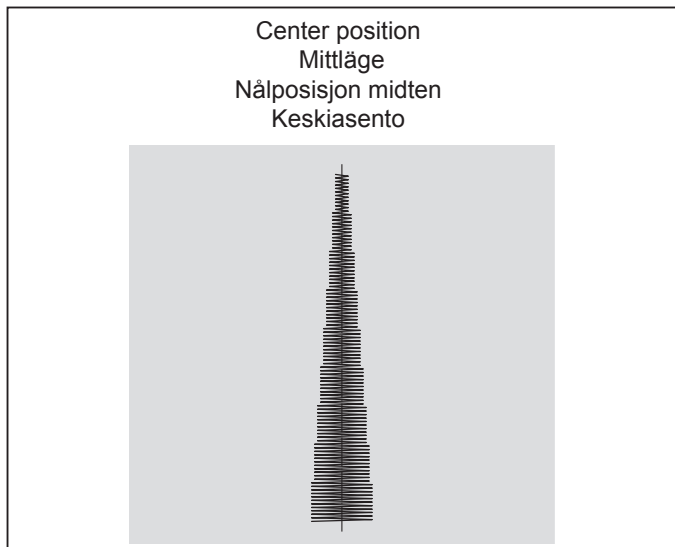 Center position
Mittläge
Nålposisjon midten
Keskiasento